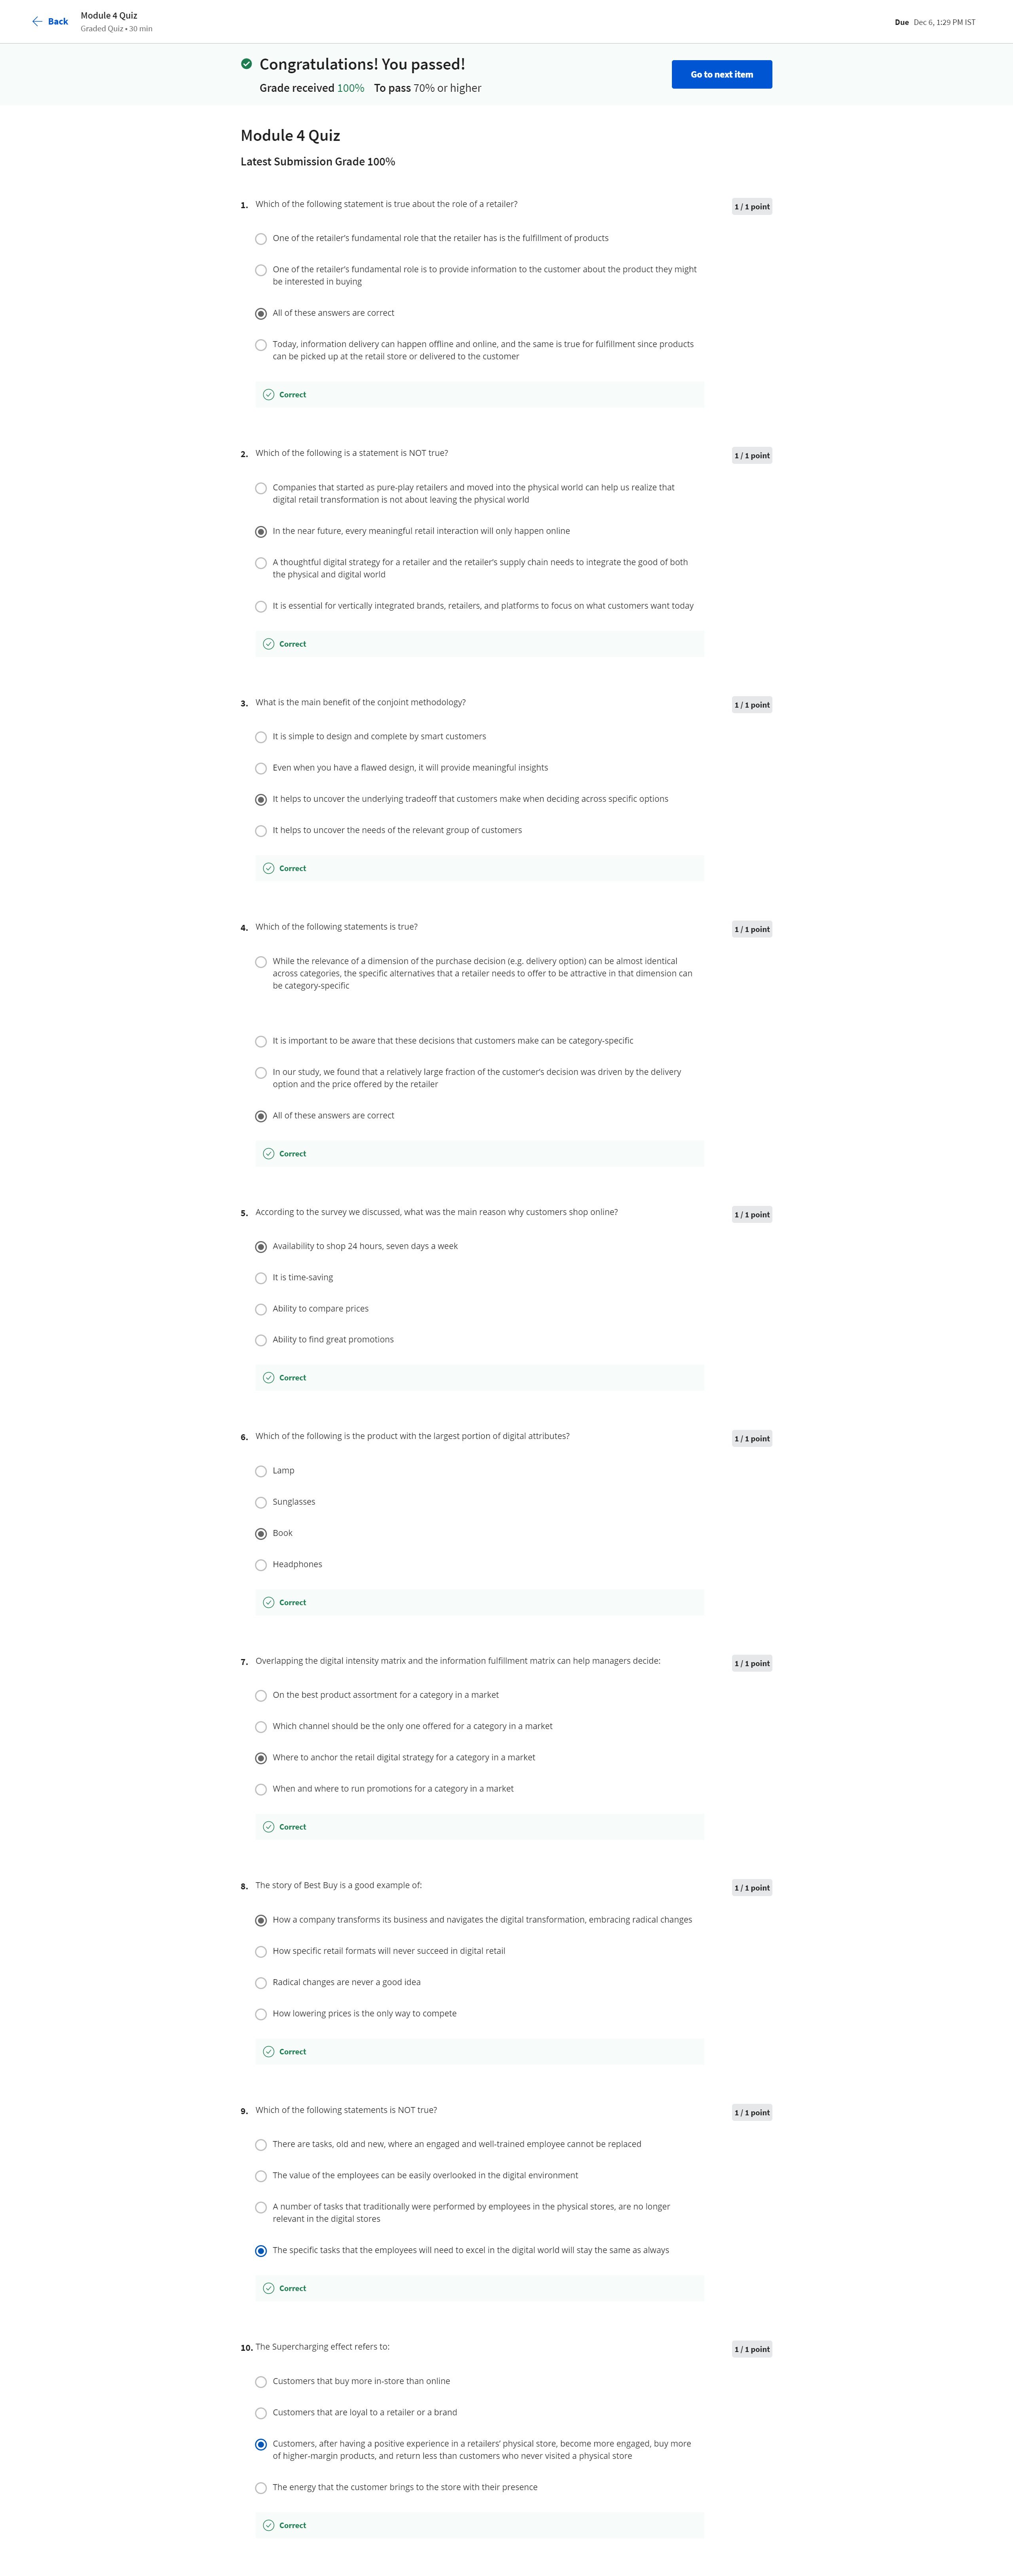 Back
Module 4 Quiz
Graded Quiz • 30 min
Due Dec 6, 1:29 PM IST
Congratulations! You passed!
Grade received 100% To pass 70% or higher
Go to next item
Module 4 Quiz
Latest Submission Grade 100%
1. Which of the following statement is true about the role of a retailer?
1 / 1 point
One of the retailer's fundamental role that the retailer has is the fulfillment of products
One of the retailer's fundamental role is to provide information to the customer about the product they might
be interested in buying
All of these answers are correct
Today, information delivery can happen offline and online, and the same is true for fulfillment since products
can be picked up at the retail store or delivered to the customer
Correct
2. Which of the following is a statement is NOT true?
1 / 1 point
Companies that started as pure-play retailers and moved into the physical world can help us realize that
digital retail transformation is not about leaving the physical world
In the near future, every meaningful retail interaction will only happen online
A thoughtful digital strategy for a retailer and the retailer's supply chain needs to integrate the good of both
the physical and digital world
It is essential for vertically integrated brands, retailers, and platforms to focus on what customers want today
Correct
3. What is the main benefit of the conjoint methodology?
1 / 1 point
It is simple to design and complete by smart customers
Even when you have a flawed design, it will provide meaningful insights
It helps to uncover the underlying tradeoff that customers make when deciding across specific options
It helps to uncover the needs of the relevant group of customers
Correct
4. Which of the following statements is true?
1 / 1 point
While the relevance of a dimension of the purchase decision (e.g. delivery option) can be almost identical
across categories, the specific alternatives that a retailer needs to offer to be attractive in that dimension can
be category-specific
It is important to be aware that these decisions that customers make can be category-specific
In our study, we found that a relatively large fraction of the customer's decision was driven by the delivery
option and the price offered by the retailer
All of these answers are correct
Correct
5. According to the survey we discussed, what was the main reason why customers shop online?
1 / 1 point
Availability to shop 24 hours, seven days a week
It is time-saving
Ability to compare prices
Ability to find great promotions
Correct
6. Which of the following is the product with the largest portion of digital attributes?
1 / 1 point
Lamp
Sunglasses
Book
Headphones
Correct
7. Overlapping the digital intensity matrix and the information fulfillment matrix can help managers decide:
1 / 1 point
On the best product assortment for a category in a market
Which channel should be the only one offered for a category in a market
Where to anchor the retail digital strategy for a category in a market
When and where to run promotions for a category in a market
Correct
8. The story of Best Buy is a good example of:
1 / 1 point
How a company transforms its business and navigates the digital transformation, embracing radical changes
How specific retail formats will never succeed in digital retail
Radical changes are never a good idea
How lowering prices is the only way to compete
Correct
9. Which of the following statements is NOT true?
1 / 1 point
There are tasks, old and new, where an engaged and well-trained employee cannot be replaced
The value of the employees can be easily overlooked in the digital environment
A number of tasks that traditionally were performed by employees in the physical stores, are no longer
relevant in the digital stores
The specific tasks that the employees will need to excel in the digital world will stay the same as always
Correct
10. The Supercharging effect refers to:
1 / 1 point
Customers that buy more in-store than online
Customers that are loyal to a retailer or a brand
Customers, after having a positive experience in a retailers' physical store, become more engaged, buy more
of higher-margin products, and return less than customers who never visited a physical store
The energy that the customer brings to the store with their presence
Correct